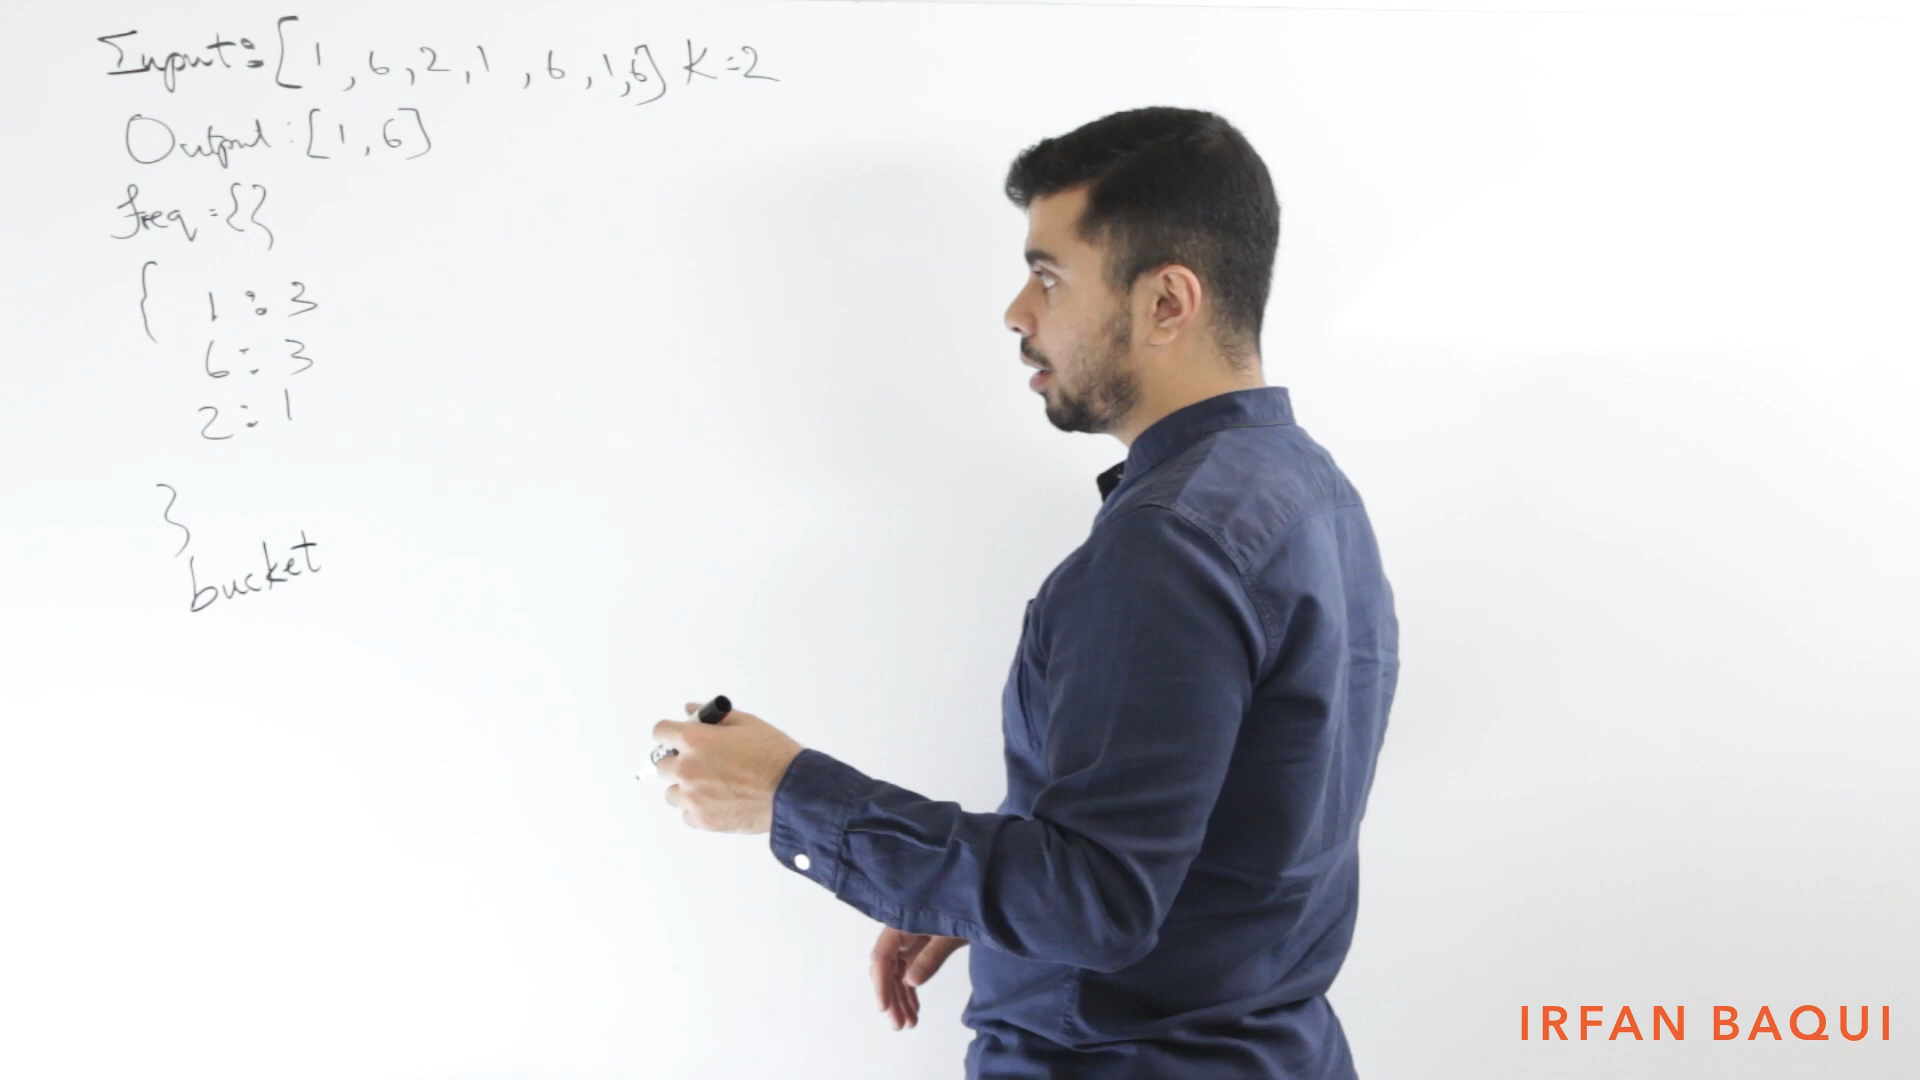 Input:[1,6,2,1,6,1,6] K=2
Output:[1,6]
freq={}
{ 1:3
6:3
2:1
}
bucket
IRFAN BAQUI